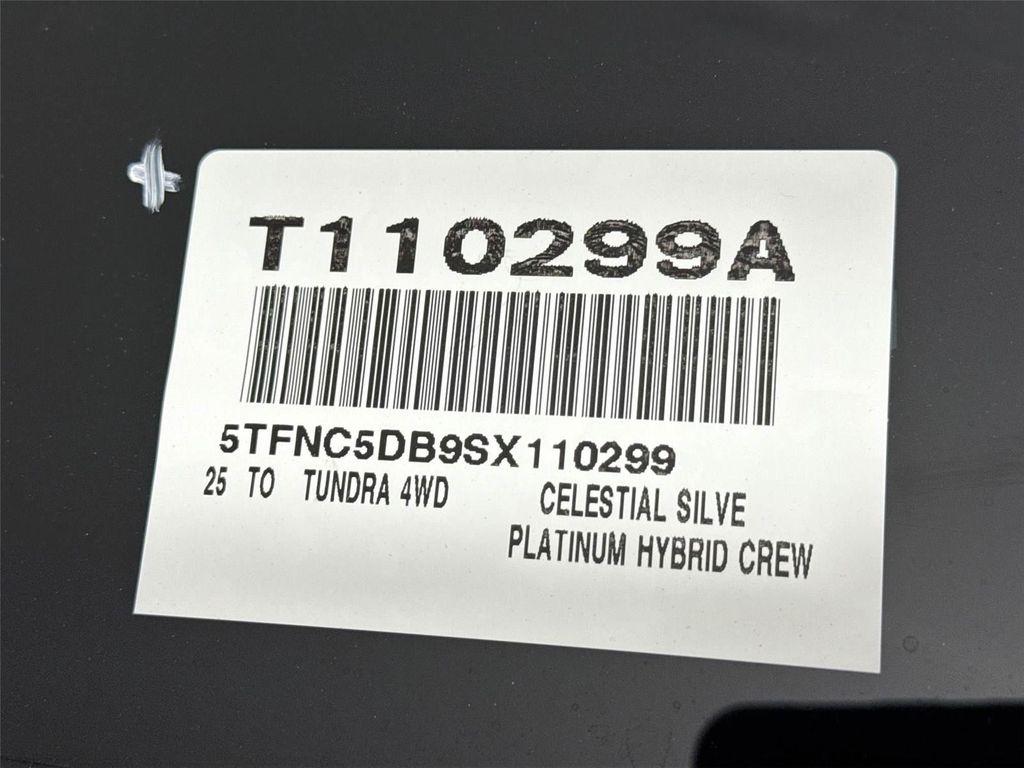 T110299A
5TFNC5DB9SX110299
25 TO TUNDRA 4WD CELESTIAL SILVE
PLATINUM HYBRID CREW